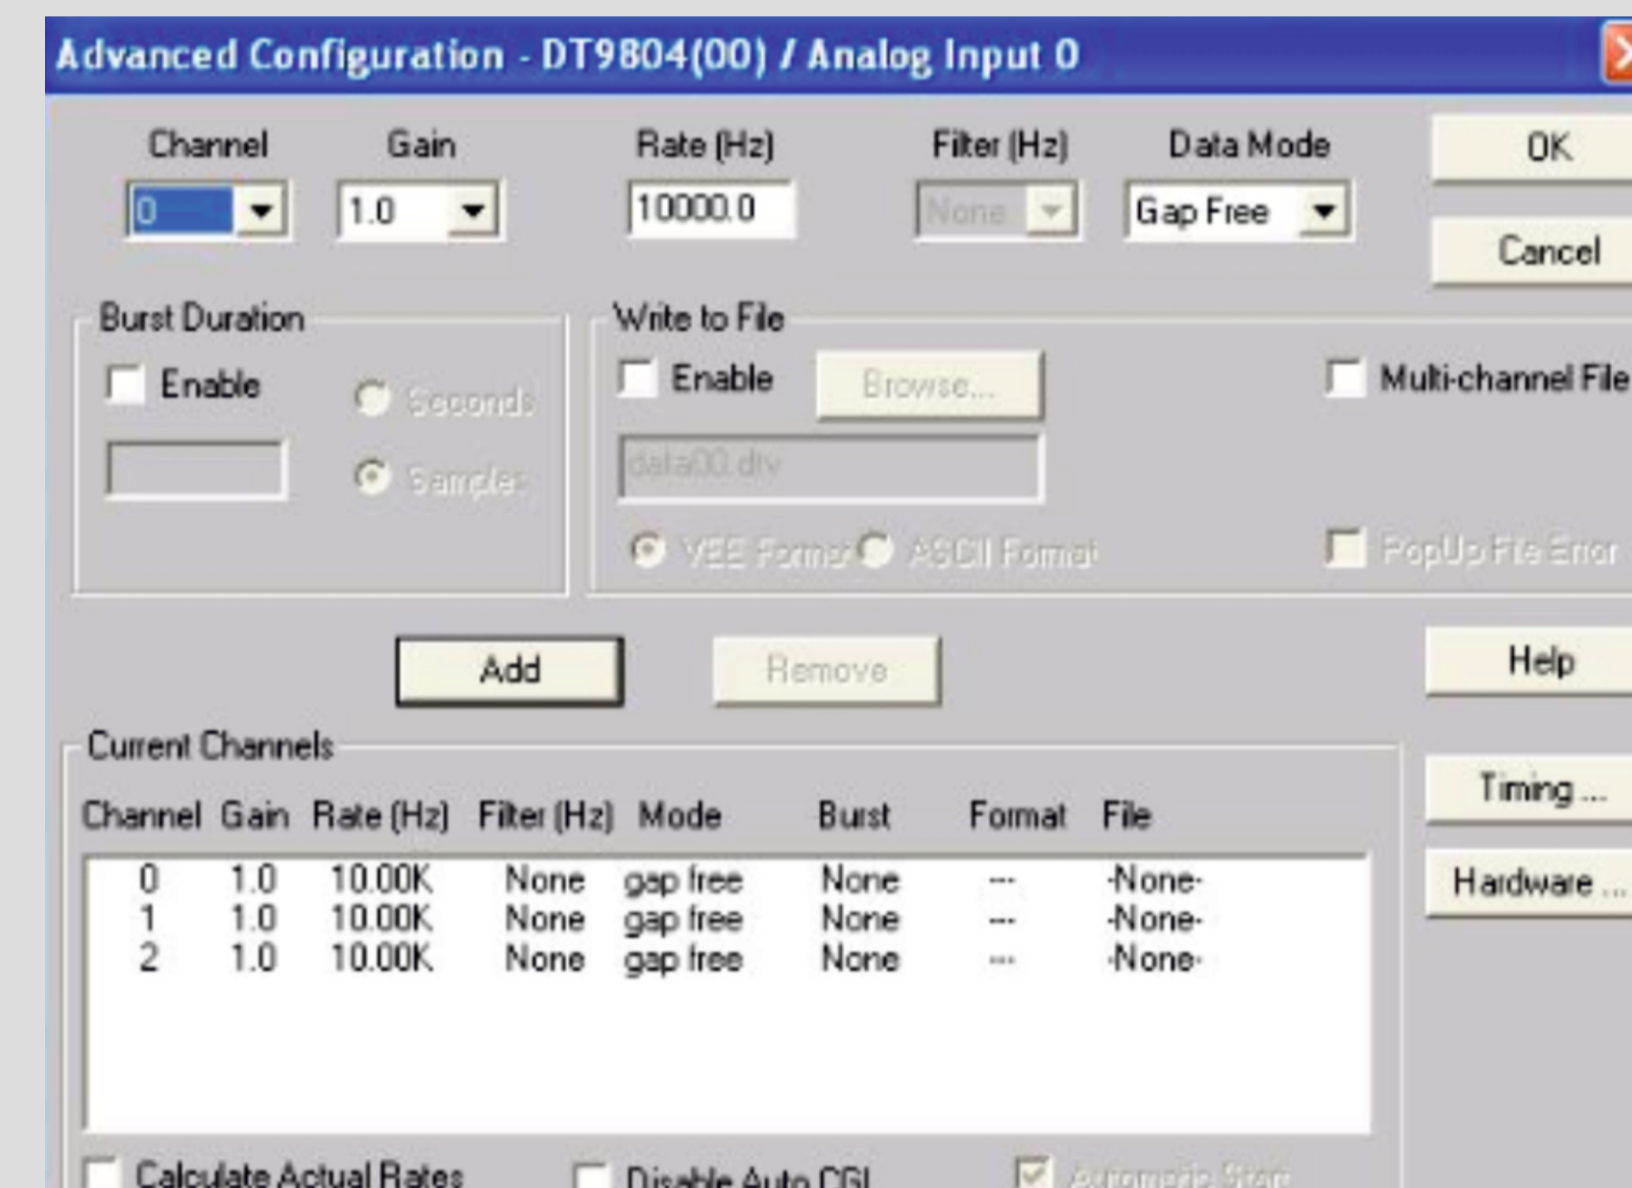 Advanced Configuration - DT9804(00) / Analog Input 0
Channel Gain Rate (Hz) Filter (Hz) Data Mode OK
0 1.0 10000.0 None Gap Free
Cancel
Burst Duration Write to File
Enable Seconds Enable Browse... Multi-channel File
Samples data00.dtv
VEE Format ASCII Format PopUp File Error
Add Remove Help
Current Channels
Timing ...
Channel Gain Rate (Hz) Filter (Hz) Mode Burst Format File
0 1.0 10.00K None gap free None --- -None- Hardware ...
1 1.0 10.00K None gap free None --- -None-
2 1.0 10.00K None gap free None --- -None-
Calculate Actual Rates Disable Auto CGL Automatic Start